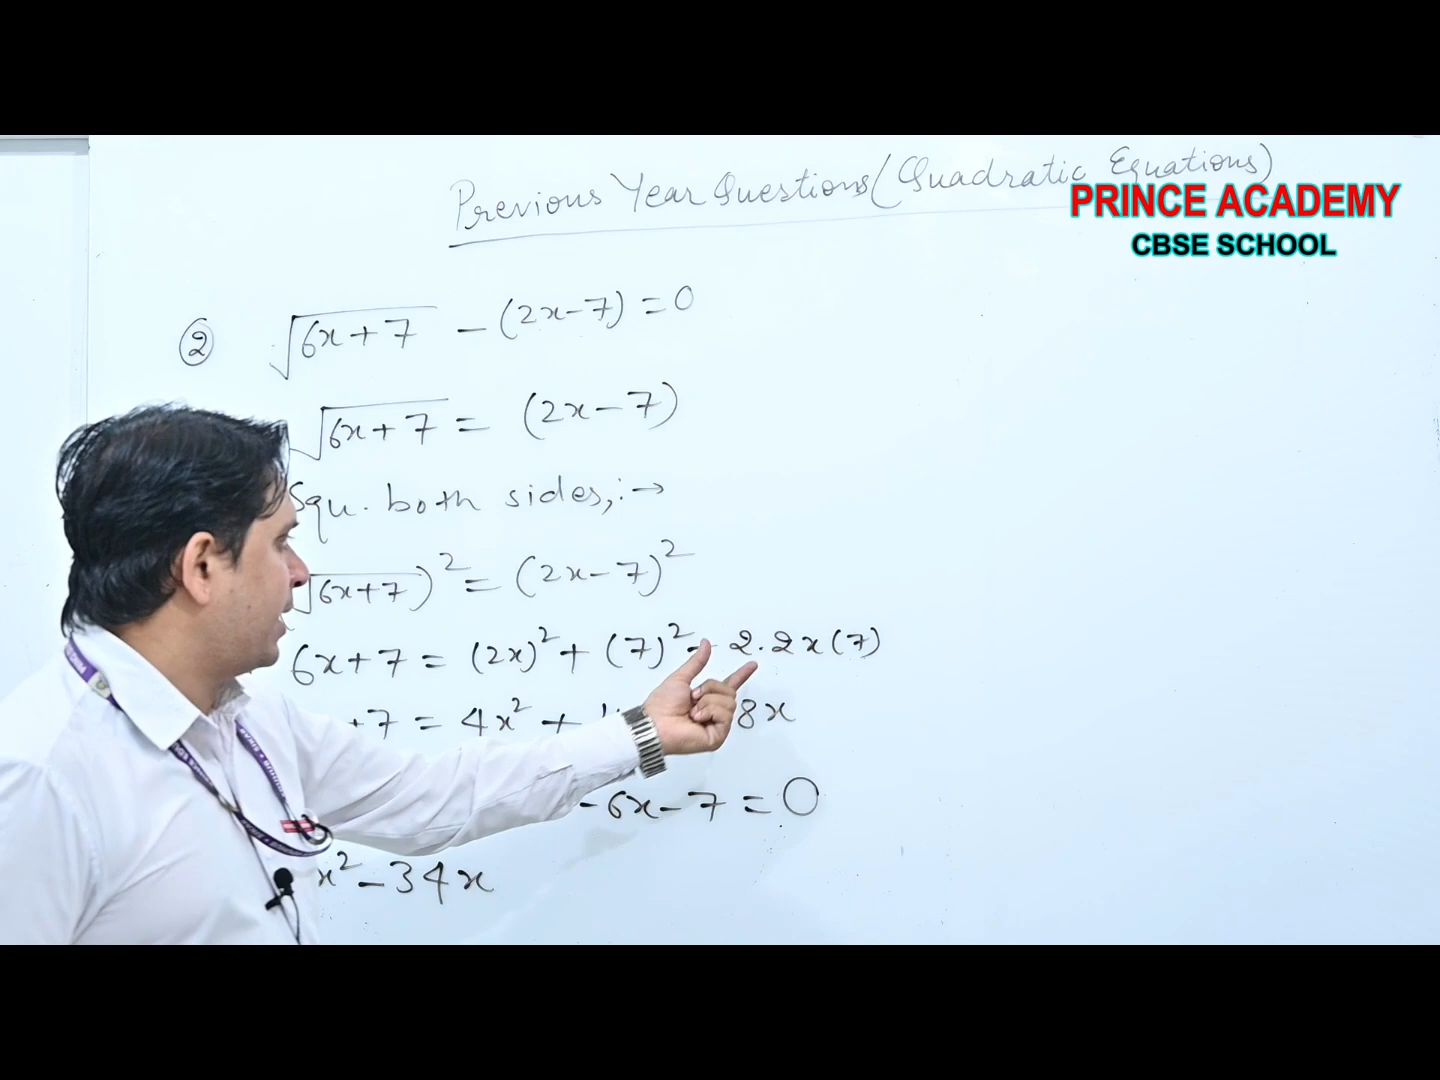 Previous Year Questions (Quadratic Equations)
PRINCE ACADEMY
CBSE SCHOOL
② √6x+7 - (2x-7) = 0
√6x+7 = (2x-7)
Squ. both sides,:→
√6x+7)² = (2x-7)²
6x+7 = (2x)² + (7)² - 2.2x(7)
+7 = 4x² + 8x
-6x-7 = 0
x² - 34x